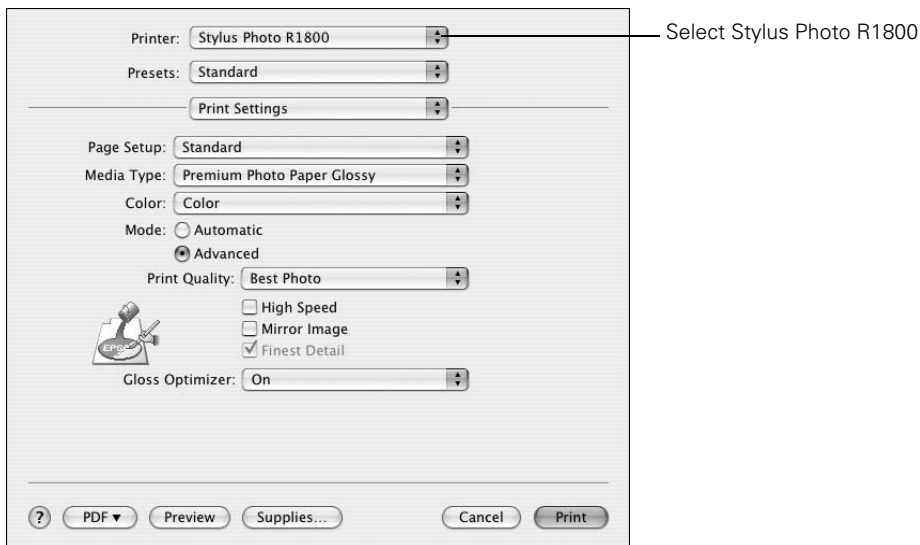 Printer: Stylus Photo R1800
Select Stylus Photo R1800
Presets: Standard
Print Settings
Page Setup: Standard
Media Type: Premium Photo Paper Glossy
Color: Color
Mode: Automatic
Advanced
Print Quality: Best Photo
High Speed
Mirror Image
Finest Detail
EPSO
Gloss Optimizer: On
? PDF Preview Supplies... Cancel Print